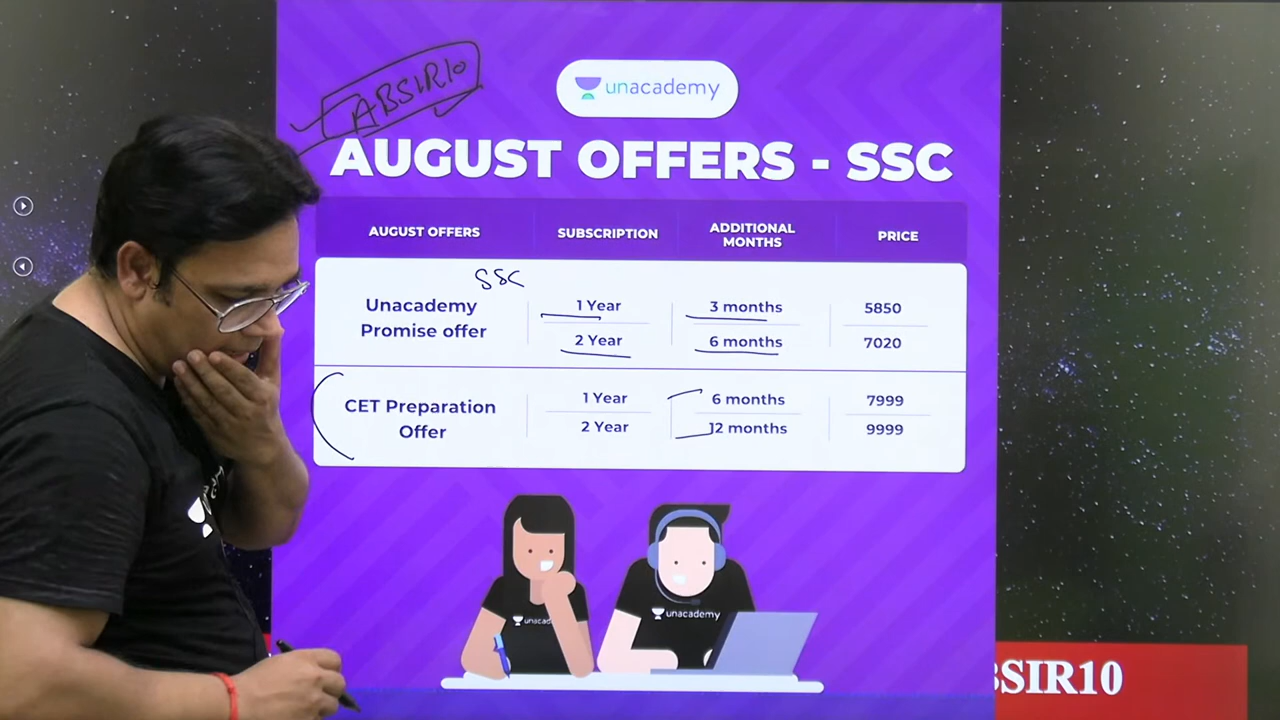 ABSIR10
unacademy
AUGUST OFFERS - SSC
AUGUST OFFERS
SUBSCRIPTION
ADDITIONAL
MONTHS
PRICE
SSC
Unacademy
Promise offer
1 Year
3 months
5850
2 Year
6 months
7020
CET Preparation
Offer
1 Year
6 months
7999
2 Year
12 months
9999
unacademy
BSIR10